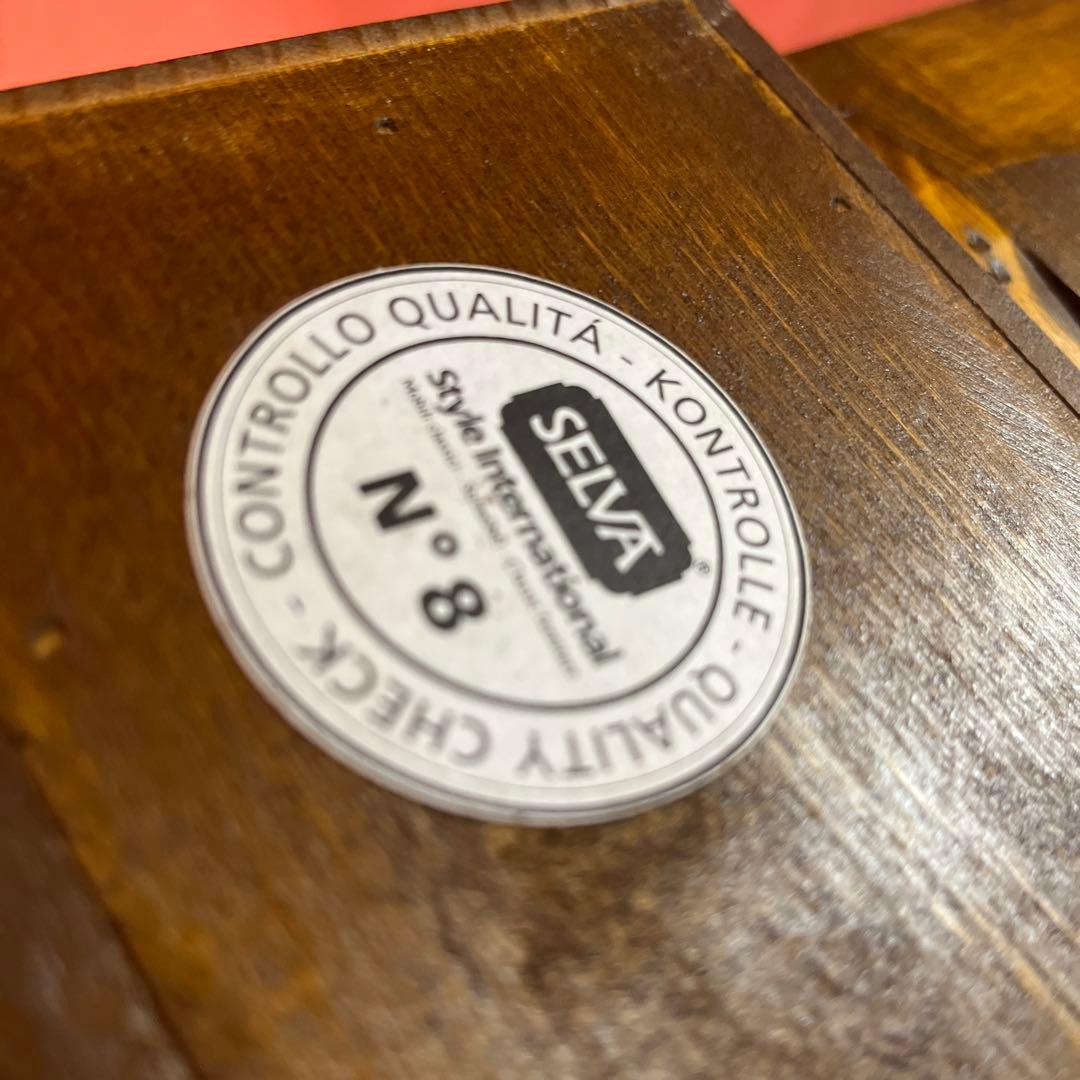 CONTROLLO QUALITÁ - KONTROLLE - QUALITY CHECK -
SELVA ®
Style International
N° 8